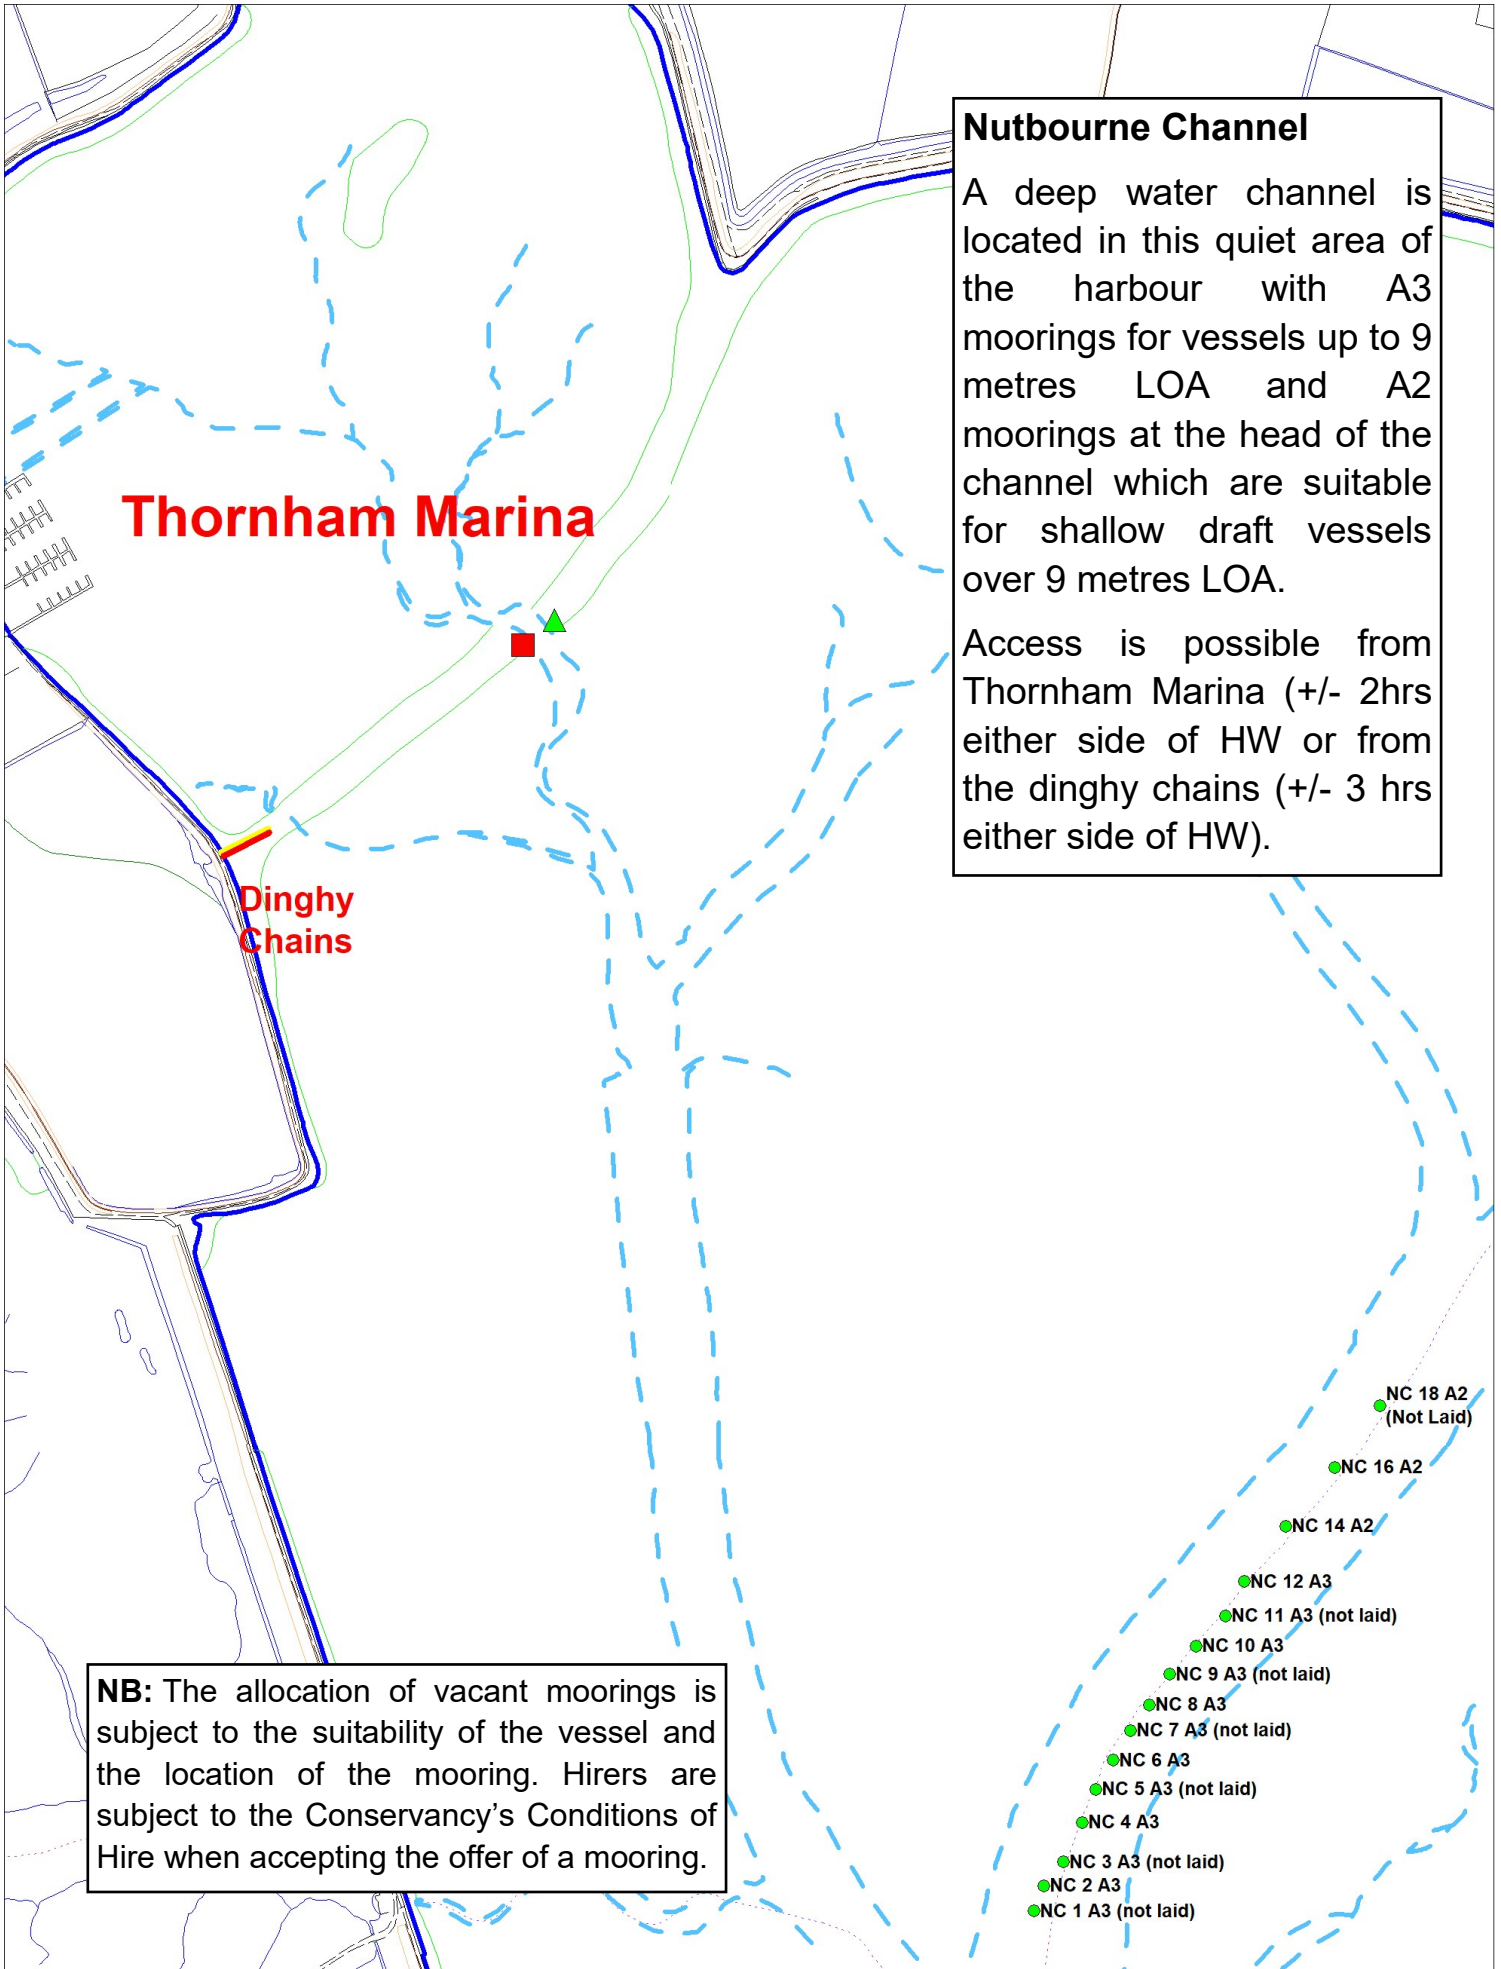 Nutbourne Channel
A deep water channel is
located in this quiet area of
the harbour with A3
moorings for vessels up to 9
metres LOA and A2
moorings at the head of the
channel which are suitable
for shallow draft vessels
over 9 metres LOA.
Access is possible from
Thornham Marina (+/- 2hrs
either side of HW or from
the dinghy chains (+/- 3 hrs
either side of HW).
Thornham Marina
Dinghy
Chains
NC 18 A2
(Not Laid)
NC 16 A2
NC 14 A2
NC 12 A3
NC 11 A3 (not laid)
NC 10 A3
NC 9 A3 (not laid)
NC 8 A3
NC 7 A3 (not laid)
NC 6 A3
NC 5 A3 (not laid)
NC 4 A3
NC 3 A3 (not laid)
NC 2 A3
NC 1 A3 (not laid)
NB: The allocation of vacant moorings is
subject to the suitability of the vessel and
the location of the mooring. Hirers are
subject to the Conservancy's Conditions of
Hire when accepting the offer of a mooring.